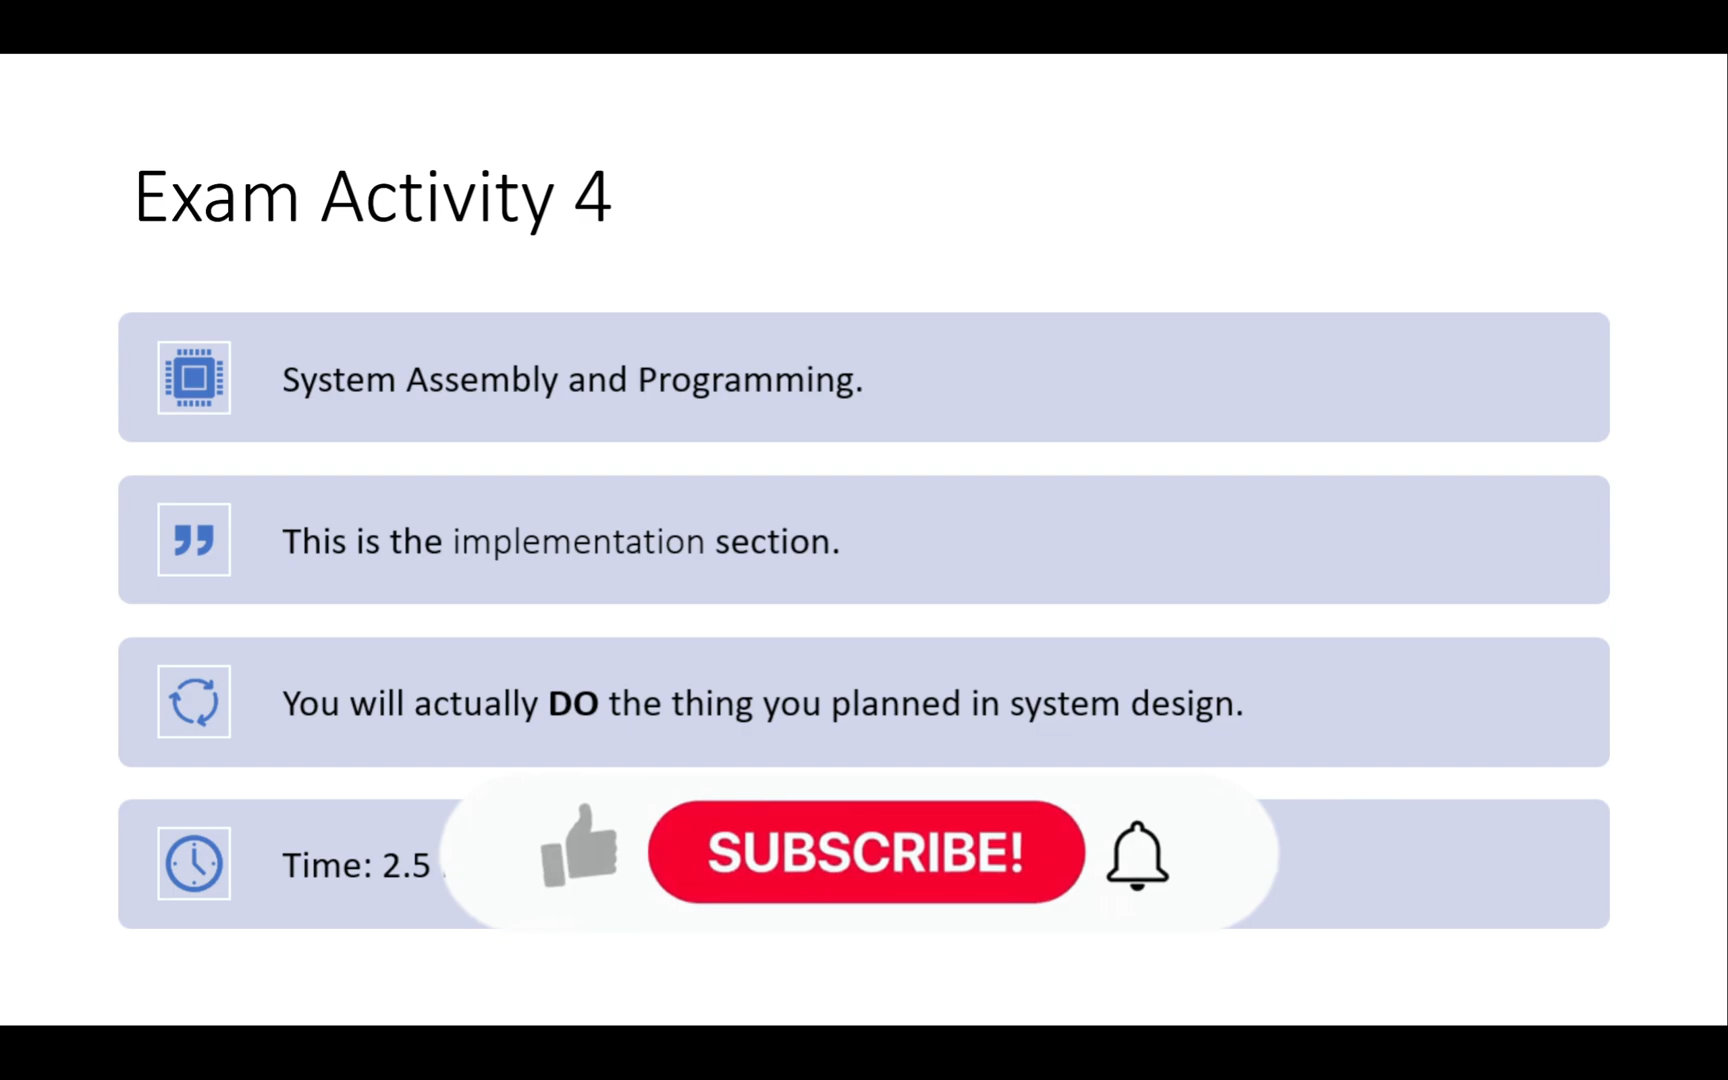 Exam Activity 4
System Assembly and Programming.
This is the implementation section.
You will actually DO the thing you planned in system design.
Time: 2.5
SUBSCRIBE!